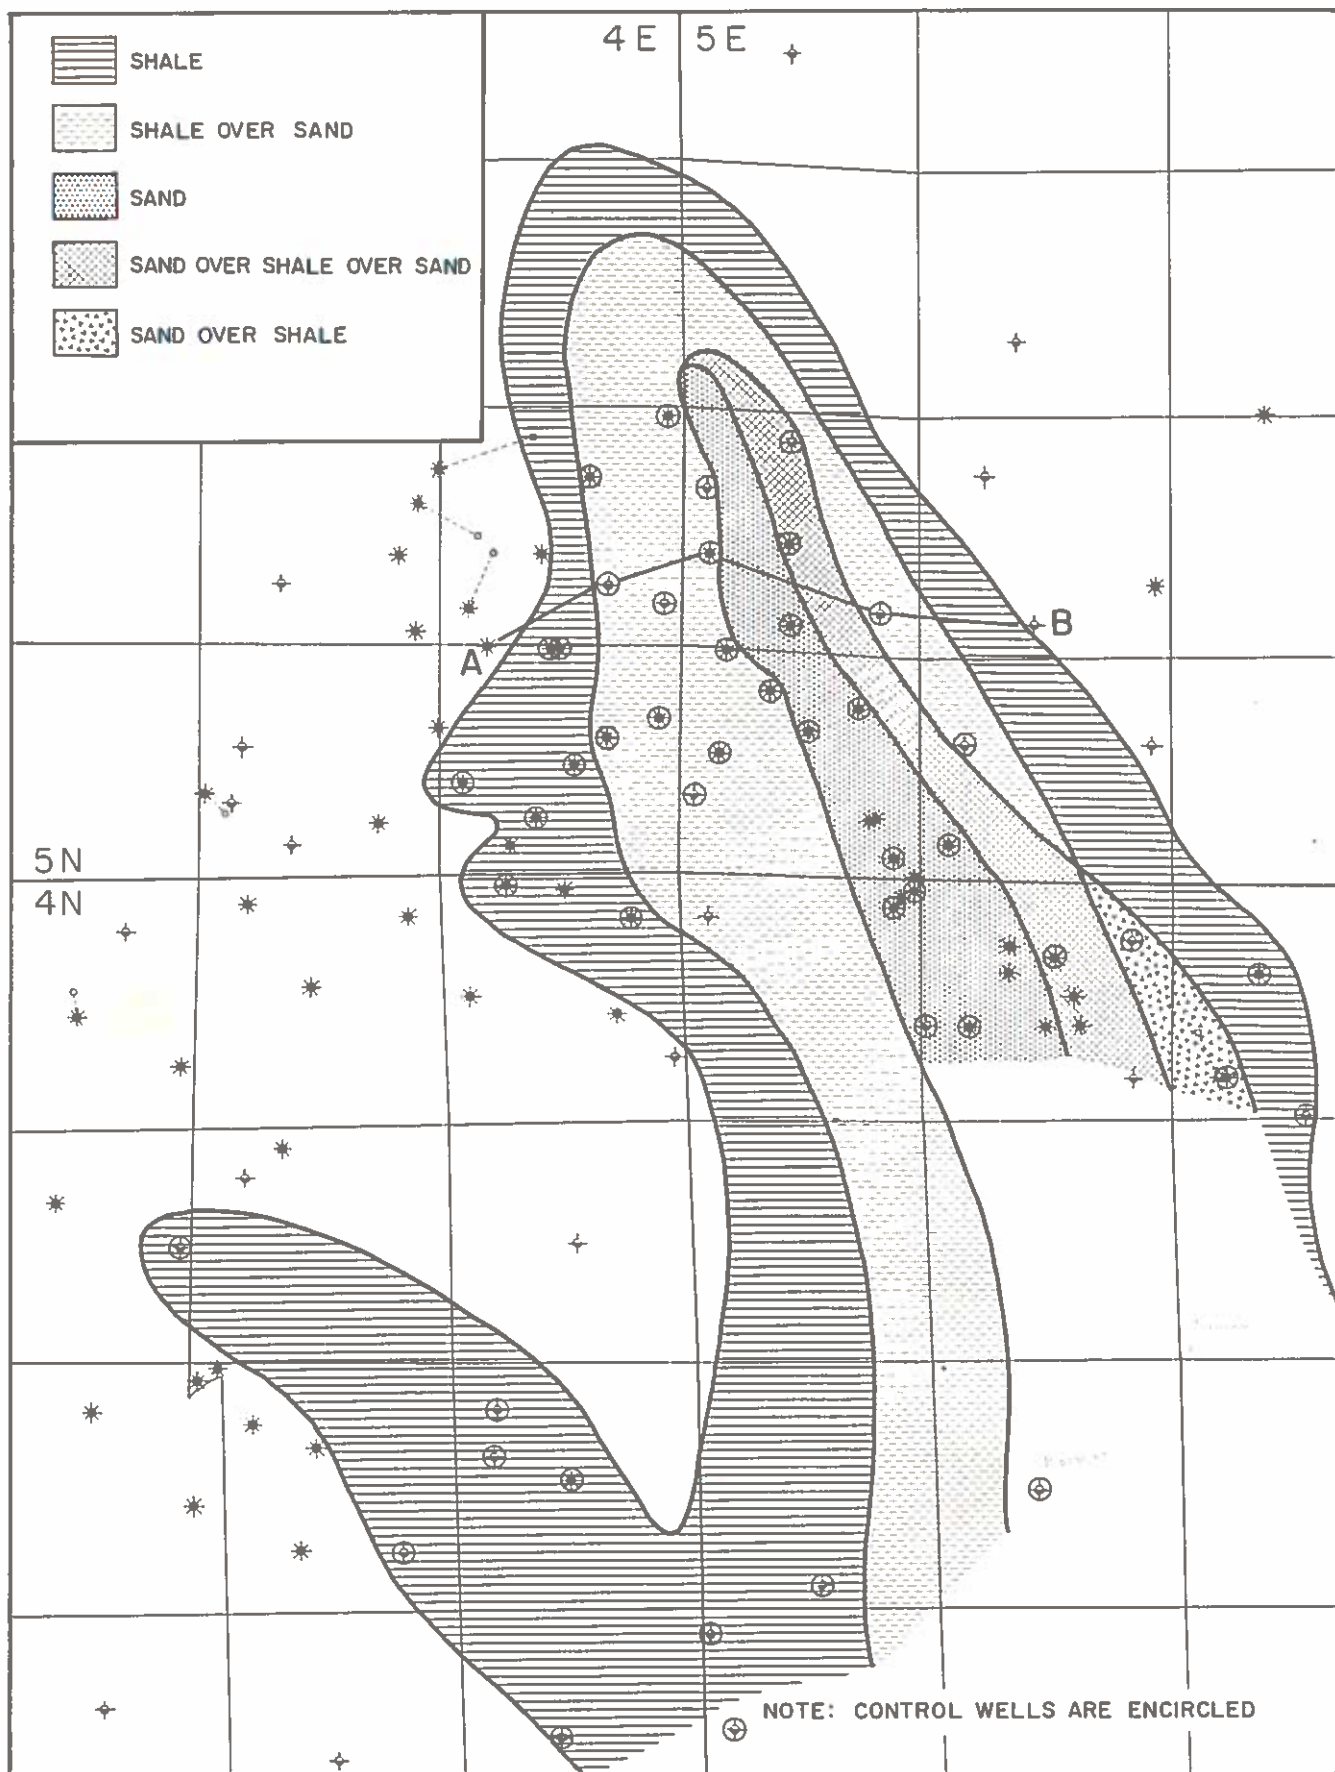 4E 5E
SHALE
SHALE OVER SAND
SAND
SAND OVER SHALE OVER SAND
SAND OVER SHALE
A
B
5N
4N
NOTE: CONTROL WELLS ARE ENCIRCLED